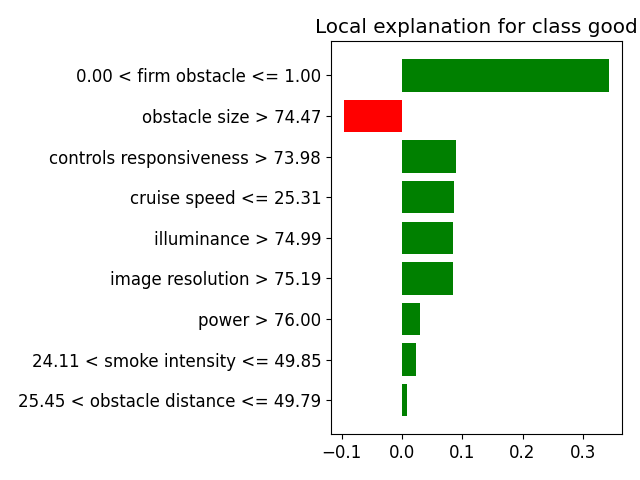 Local explanation for class good
0.00 < firm obstacle <= 1.00
obstacle size > 74.47
controls responsiveness > 73.98
cruise speed <= 25.31
illuminance > 74.99
image resolution > 75.19
power > 76.00
24.11 < smoke intensity <= 49.85
25.45 < obstacle distance <= 49.79
−0.1 0.0 0.1 0.2 0.3